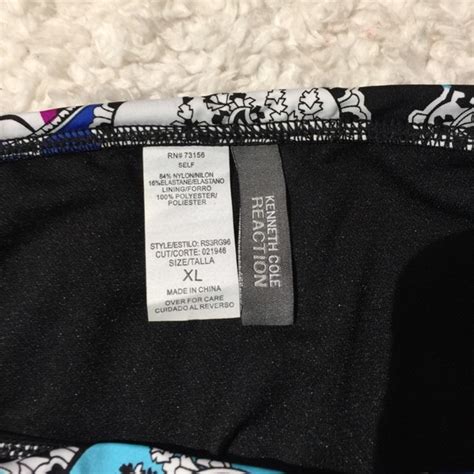 RN# 73156
SELF
84% NYLON/NILON
16%ELASTANE/ELASTANO
LINING/FORRO
100% POLYESTER/
POLIESTER
STYLE/ESTILO: RS3RG96
CUT/CORTE: 021946
SIZE/TALLA
XL
MADE IN CHINA
OVER FOR CARE
CUIDADO AL REVERSO
KENNETH COLE
REACTION